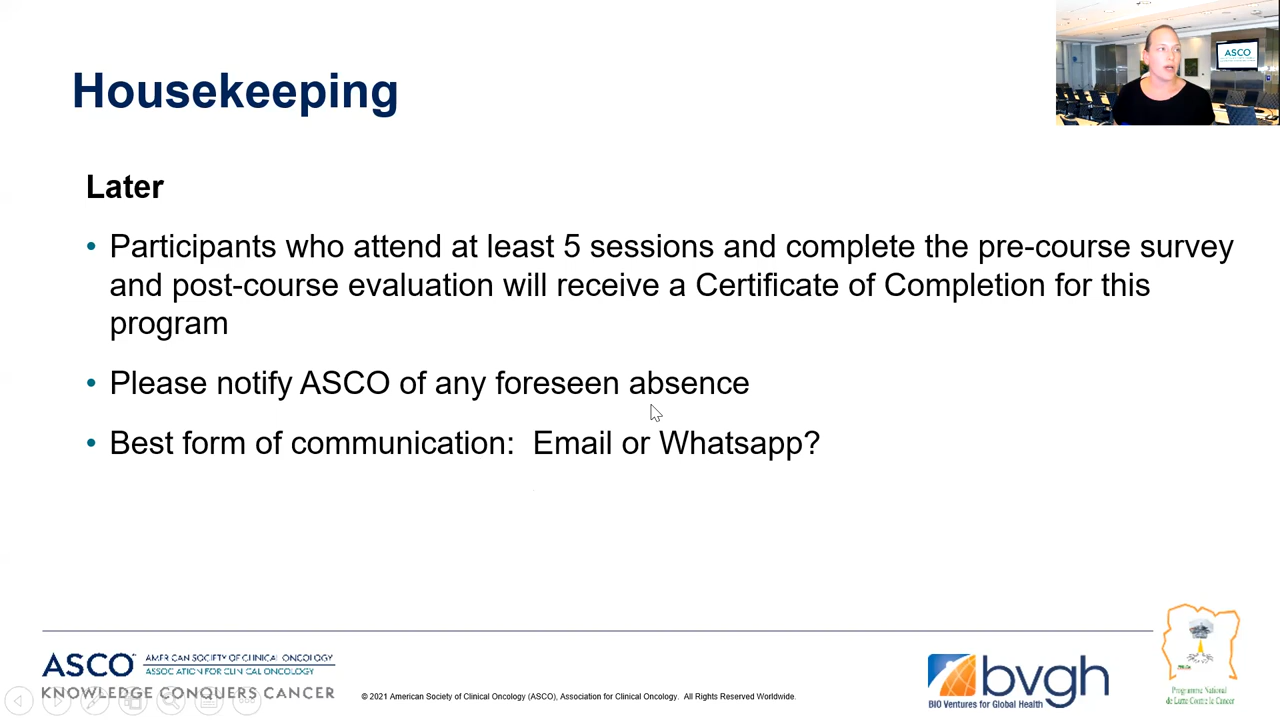 ASCO
Housekeeping
Later
• Participants who attend at least 5 sessions and complete the pre-course survey
and post-course evaluation will receive a Certificate of Completion for this
program
• Please notify ASCO of any foreseen absence
• Best form of communication:  Email or Whatsapp?
ASCO AMERICAN SOCIETY OF CLINICAL ONCOLOGY
ASSOCIATION FOR CLINICAL ONCOLOGY
KNOWLEDGE CONQUERS CANCER
© 2021 American Society of Clinical Oncology (ASCO), Association for Clinical Oncology.  All Rights Reserved Worldwide.
bvgh
BIO Ventures for Global Health
Programme National
de Lutte Contre le Cancer